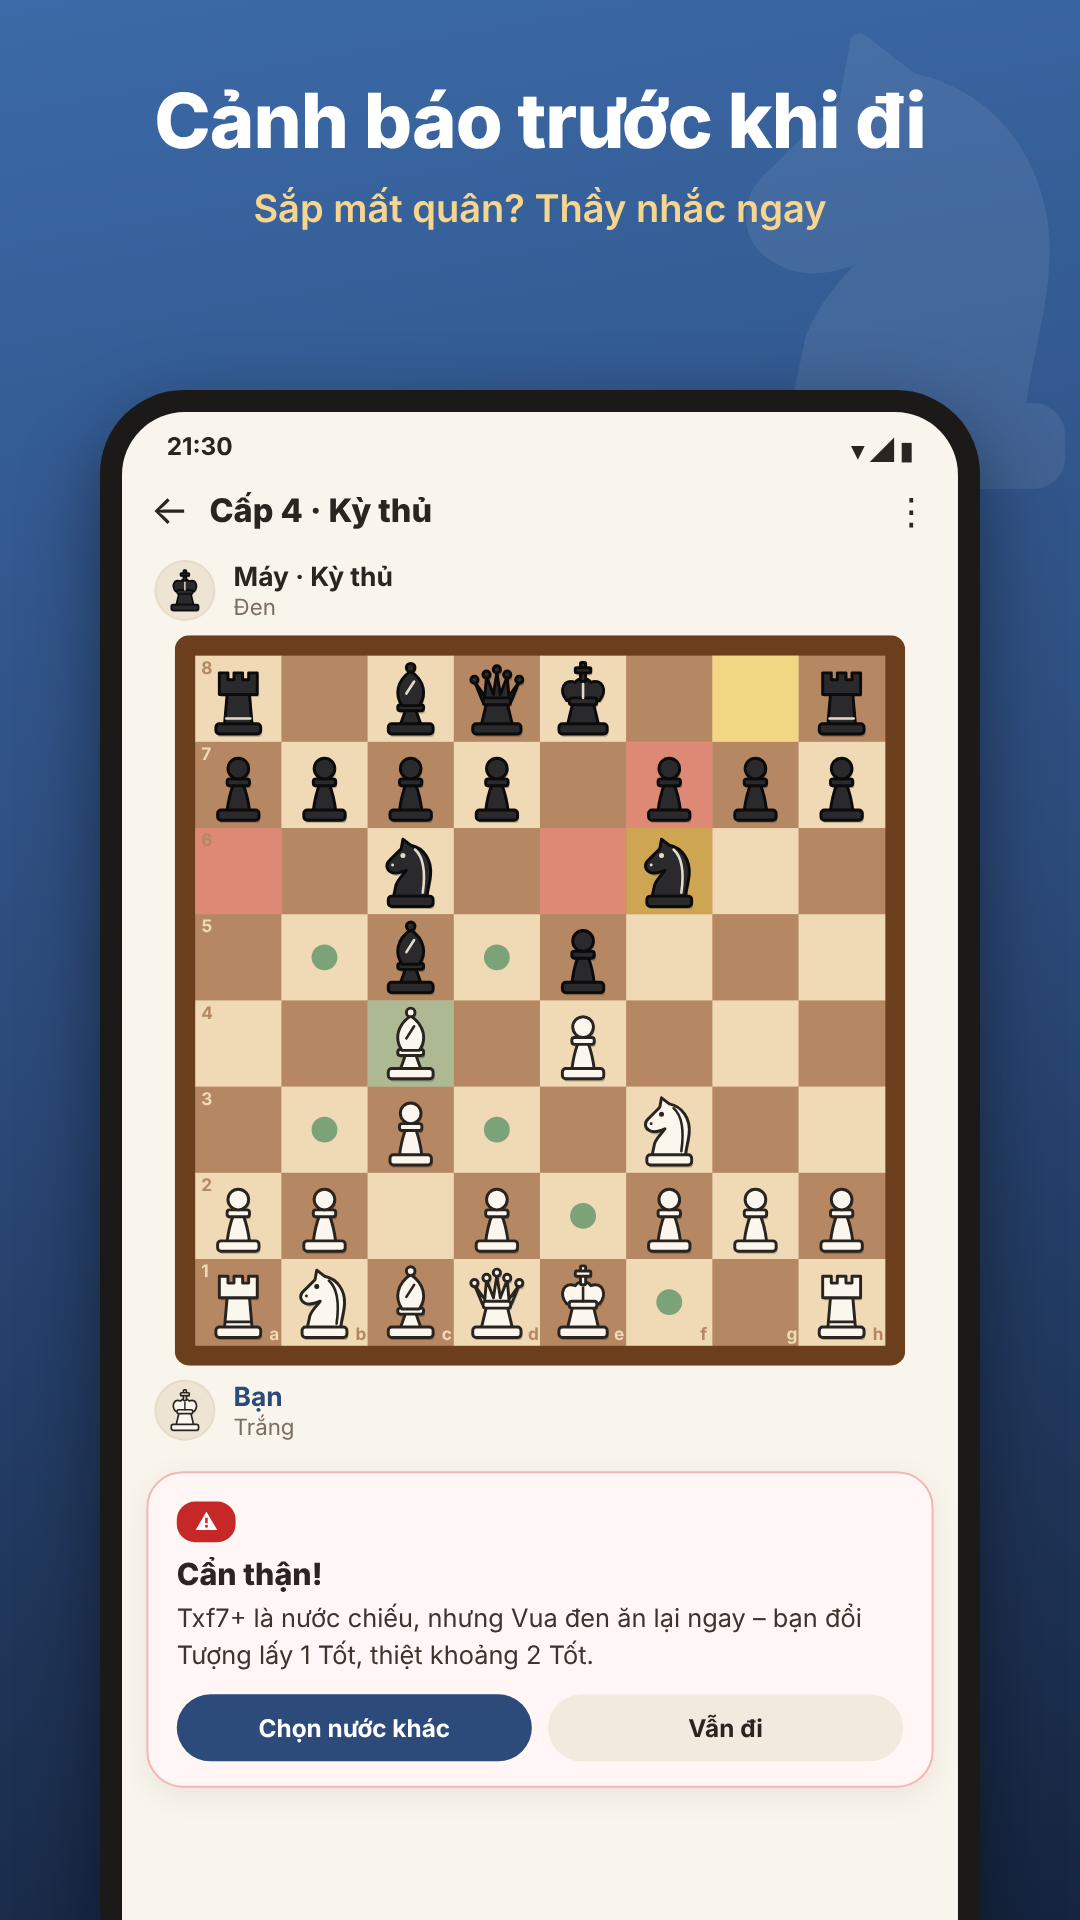 Cảnh báo trước khi đi
Sắp mất quân? Thầy nhắc ngay
21:30
Cấp 4 · Kỳ thủ
Máy · Kỳ thủ
Đen
8
7
6
5
4
3
2
1
a b c d e f g h
Bạn
Trắng
Cẩn thận!
Txf7+ là nước chiếu, nhưng Vua đen ăn lại ngay – bạn đổi
Tượng lấy 1 Tốt, thiệt khoảng 2 Tốt.
Chọn nước khác
Vẫn đi